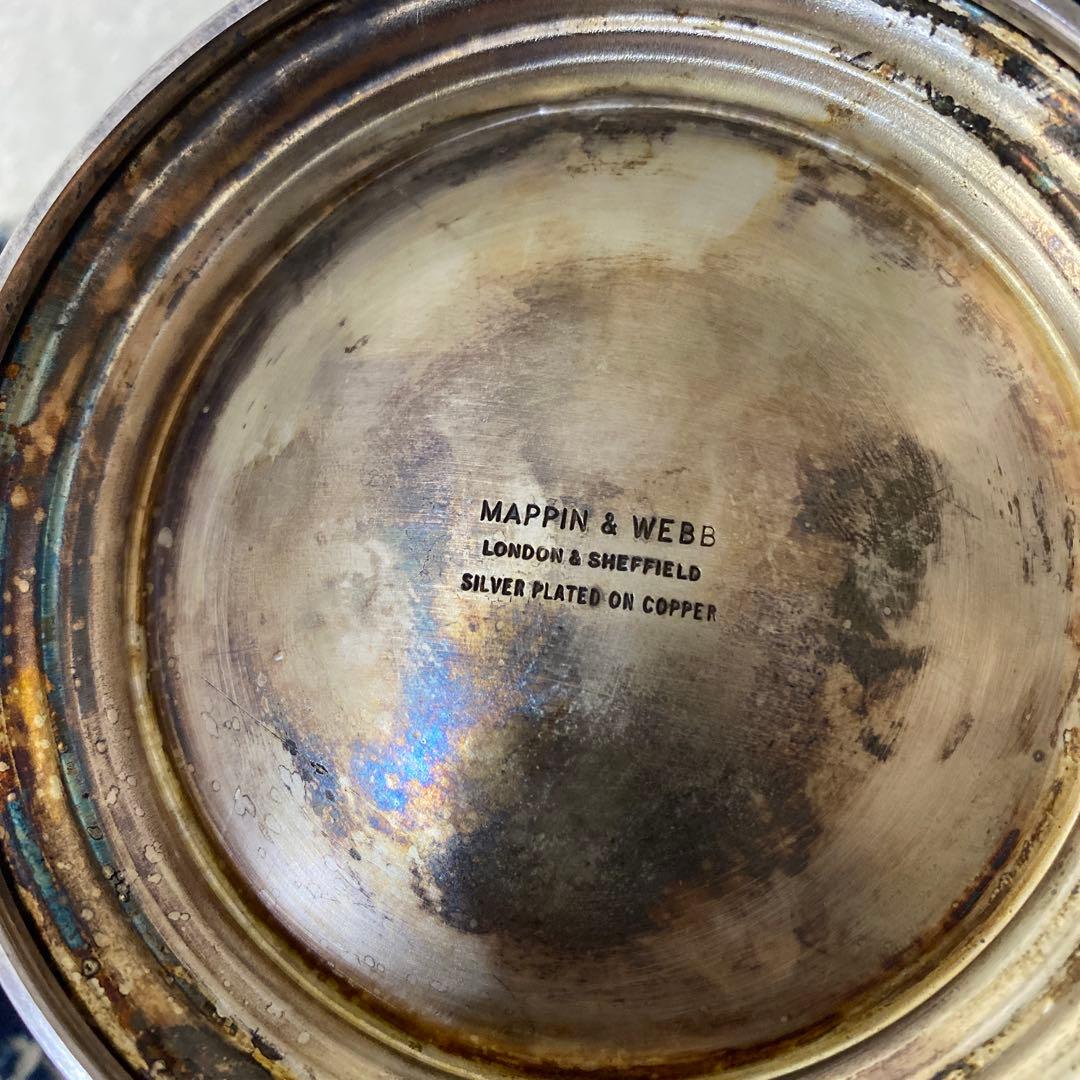 MAPPIN & WEBB
LONDON & SHEFFIELD
SILVER PLATED ON COPPER